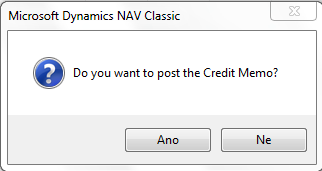 Microsoft Dynamics NAV Classic
Do you want to post the Credit Memo?
Ano
Ne